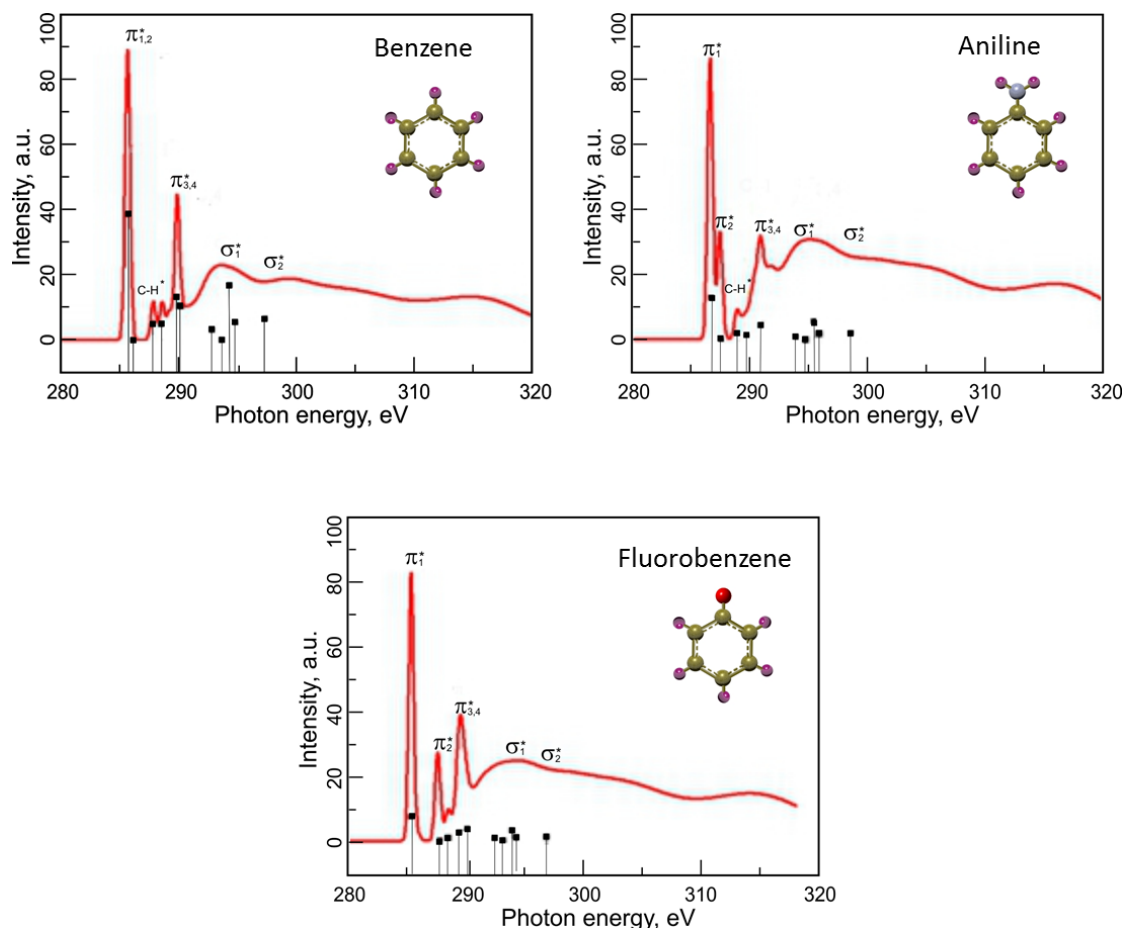 Benzene
π*1,2
C-H*
π*3,4
σ*1
σ*2
Intensity, a.u.
100
80
60
40
20
0
280
290
300
310
320
Photon energy, eV
Aniline
π*1
π*2
C-H*
π*3,4
σ*1
σ*2
Intensity, a.u.
100
80
60
40
20
0
280
290
300
310
320
Photon energy, eV
Fluorobenzene
π*1
π*2
π*3,4
σ*1
σ*2
Intensity, a.u.
100
80
60
40
20
0
280
290
300
310
320
Photon energy, eV